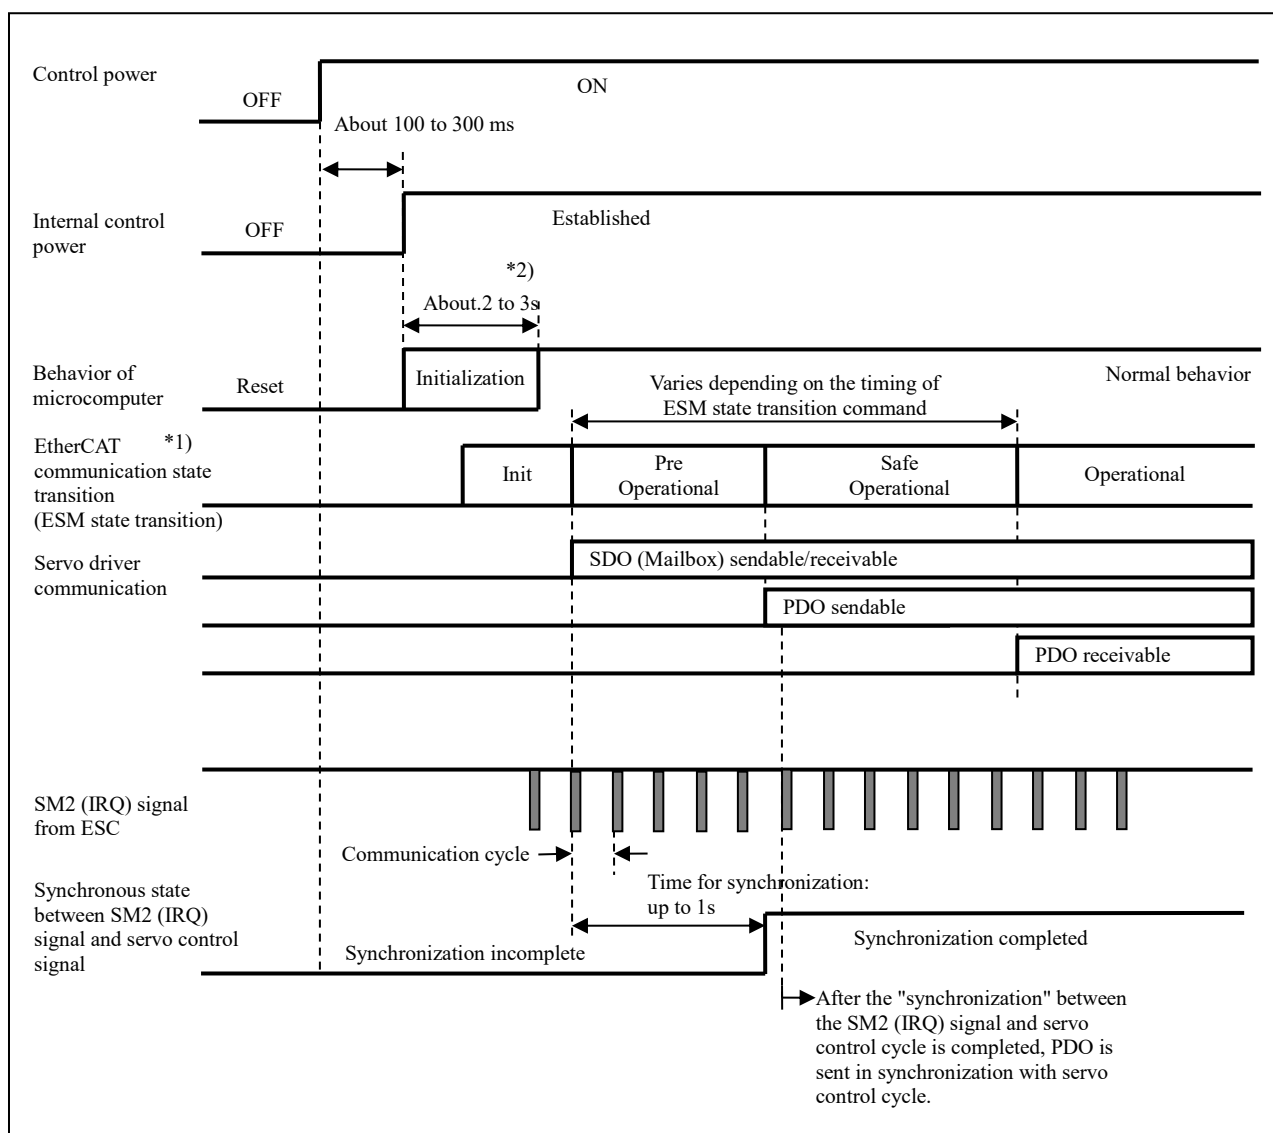 Control power
OFF
ON
About 100 to 300 ms
Internal control
power
OFF
Established
*2)
About.2 to 3s
Behavior of
microcomputer
Reset
Initialization
Varies depending on the timing of
ESM state transition command
Normal behavior
EtherCAT *1)
communication state
transition
(ESM state transition)
Init
Pre
Operational
Safe
Operational
Operational
Servo driver
communication
SDO (Mailbox) sendable/receivable
PDO sendable
PDO receivable
SM2 (IRQ) signal
from ESC
Communication cycle
Synchronous state
between SM2 (IRQ)
signal and servo control
signal
Time for synchronization:
up to 1s
Synchronization incomplete
Synchronization completed
After the "synchronization" between
the SM2 (IRQ) signal and servo
control cycle is completed, PDO is
sent in synchronization with servo
control cycle.